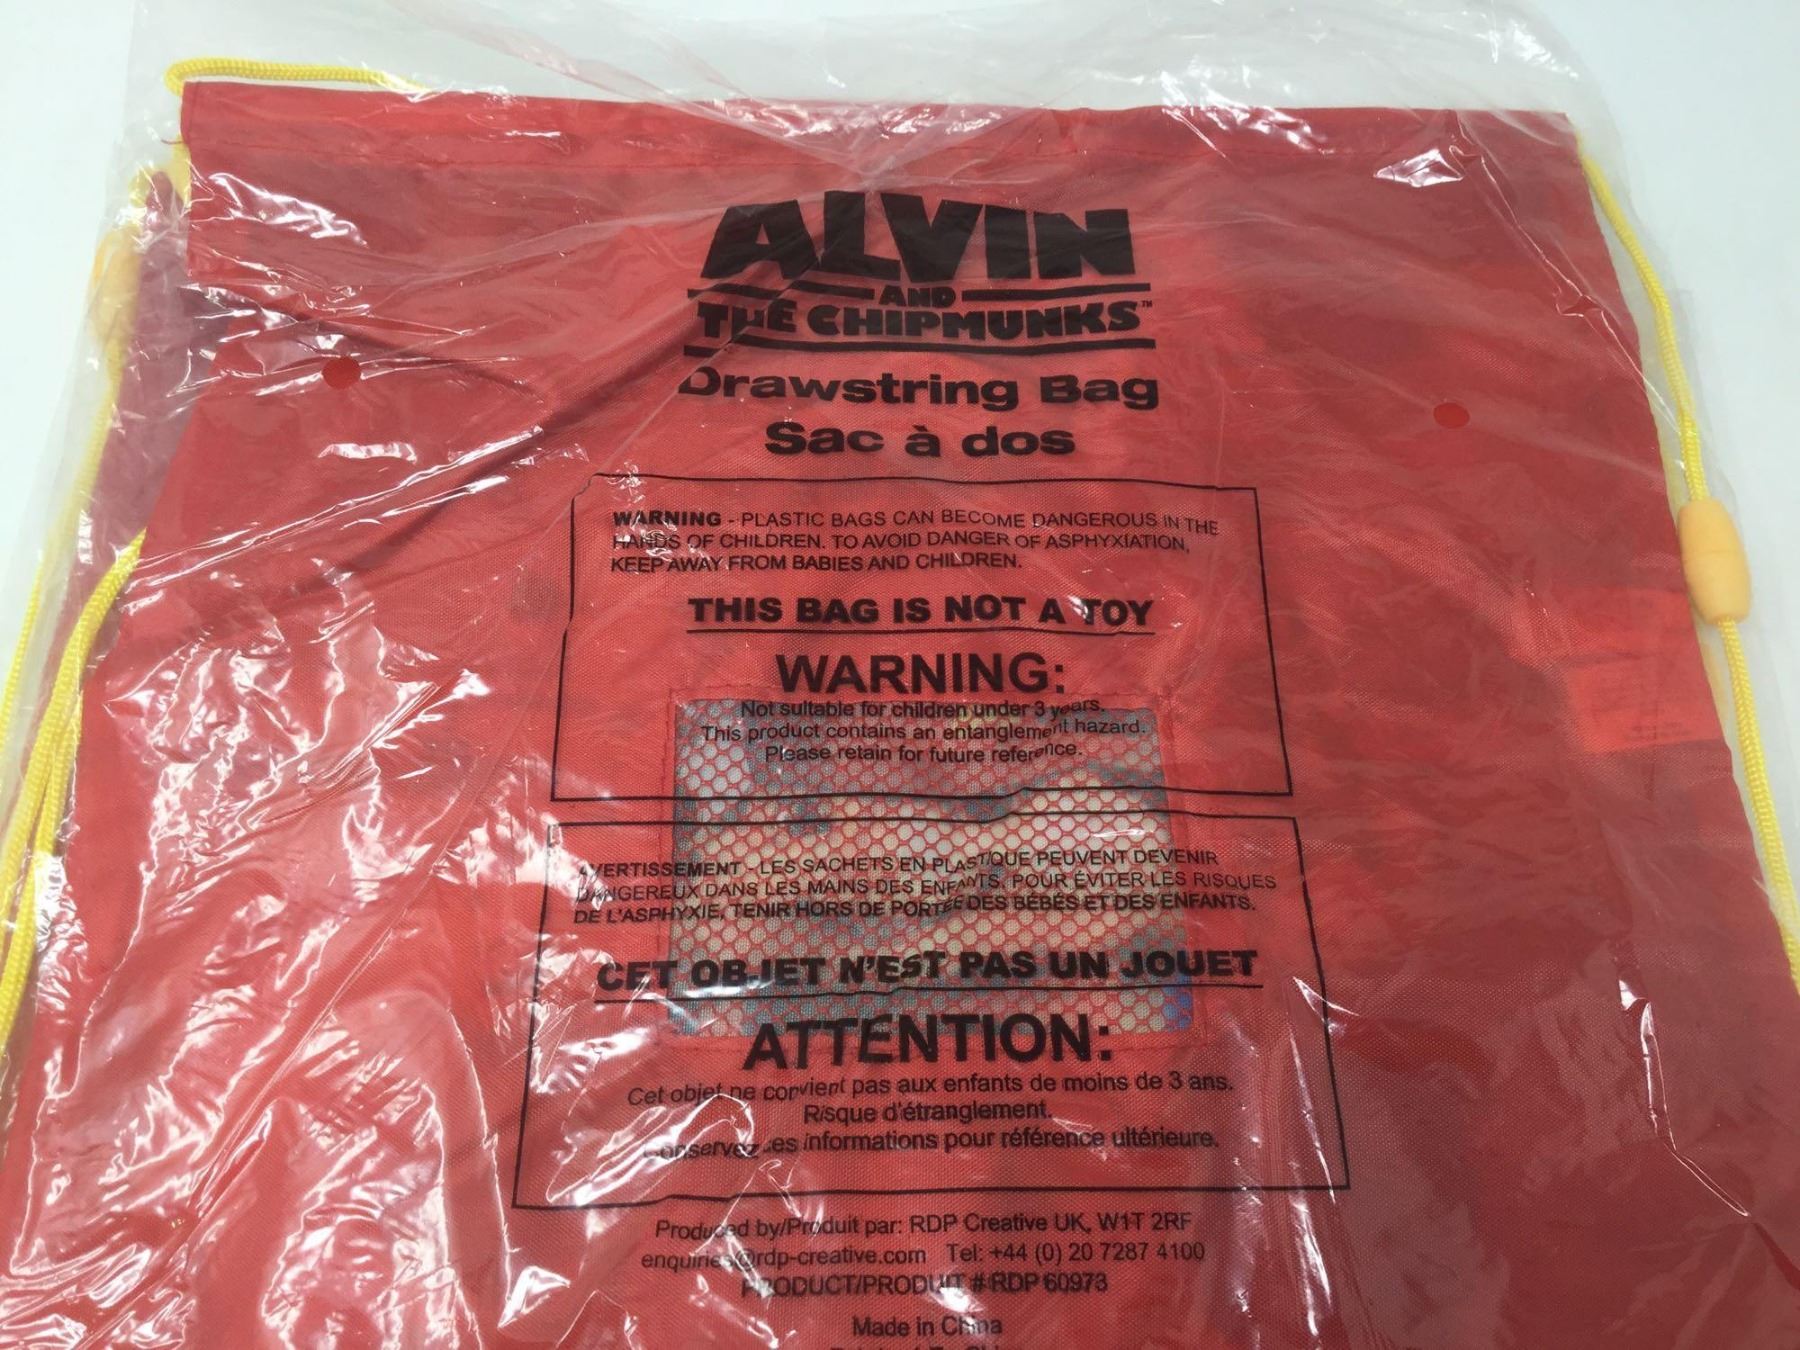 ALVIN
AND
THE CHIPMUNKS™
Drawstring Bag
Sac à dos
WARNING - PLASTIC BAGS CAN BECOME DANGEROUS IN THE
HANDS OF CHILDREN. TO AVOID DANGER OF ASPHYXIATION,
KEEP AWAY FROM BABIES AND CHILDREN.
THIS BAG IS NOT A TOY
WARNING:
Not suitable for children under 3 years.
This product contains an entanglement hazard.
Please retain for future reference.
AVERTISSEMENT - LES SACHETS EN PLASTIQUE PEUVENT DEVENIR
DANGEREUX DANS LES MAINS DES ENFANTS. POUR ÉVITER LES RISQUES
DE L'ASPHYXIE, TENIR HORS DE PORTÉE DES BÉBÉS ET DES ENFANTS.
CET OBJET N'EST PAS UN JOUET
ATTENTION:
Cet objet ne convient pas aux enfants de moins de 3 ans.
Risque d'étranglement.
Conservez ces informations pour référence ultérieure.
Produced by/Produit par: RDP Creative UK, W1T 2RF
enquiries@rdp-creative.com Tel: +44 (0) 20 7287 4100
PRODUCT/PRODUIT # RDP 60973
Made in China